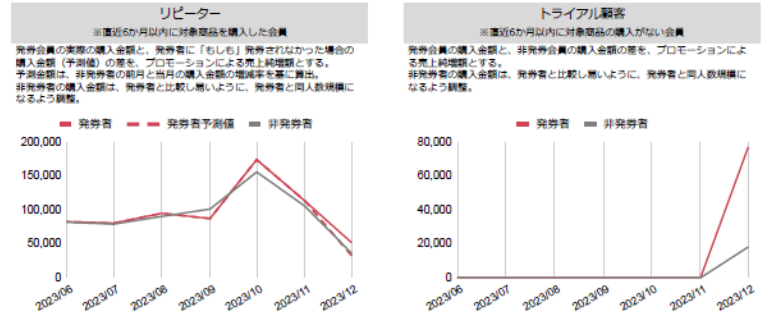 リピーター
※直近6か月以内に対象商品を購入した会員
発券会員の実際の購入金額と、発券者に「もしも」発券されなかった場合の
購入金額（予測値）の差を、プロモーションによる売上純増額とする。
予測金額は、非発券者の前月と当月の購入金額の増減率を基に算出。
非発券者の購入金額は、発券者と比較し易いように、発券者と同人数規模に
なるよう調整。
発券者 発券者予測値 非発券者
200,000
150,000
100,000
50,000
0
2023/06 2023/07 2023/08 2023/09 2023/10 2023/11 2023/12
トライアル顧客
※直近6か月以内に対象商品の購入がない会員
発券会員の購入金額と、非発券会員の購入金額の差を、プロモーションによ
る売上純増額とする。
非発券者の購入金額は、発券者と比較し易いように、発券者と同人数規模に
なるよう調整。
発券者 非発券者
80,000
60,000
40,000
20,000
0
2023/06 2023/07 2023/08 2023/09 2023/10 2023/11 2023/12